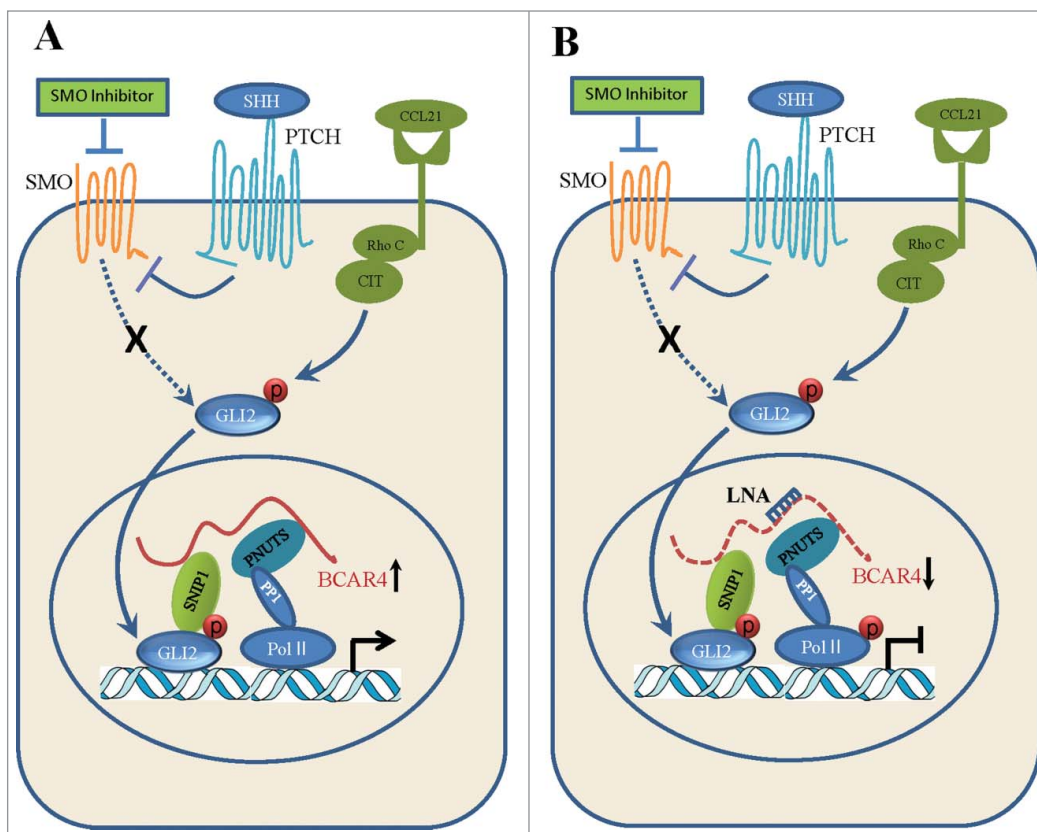 A
SMO Inhibitor
SHH
PTCH
CCL21
SMO
Rho C
CIT
X
p
GLI2
PNUTS
SNIP1
PP1
BCAR4
p
GLI2
Pol II
B
SMO Inhibitor
SHH
PTCH
CCL21
SMO
Rho C
CIT
X
p
GLI2
LNA
PNUTS
SNIP1
PP1
BCAR4
p
p
GLI2
Pol II